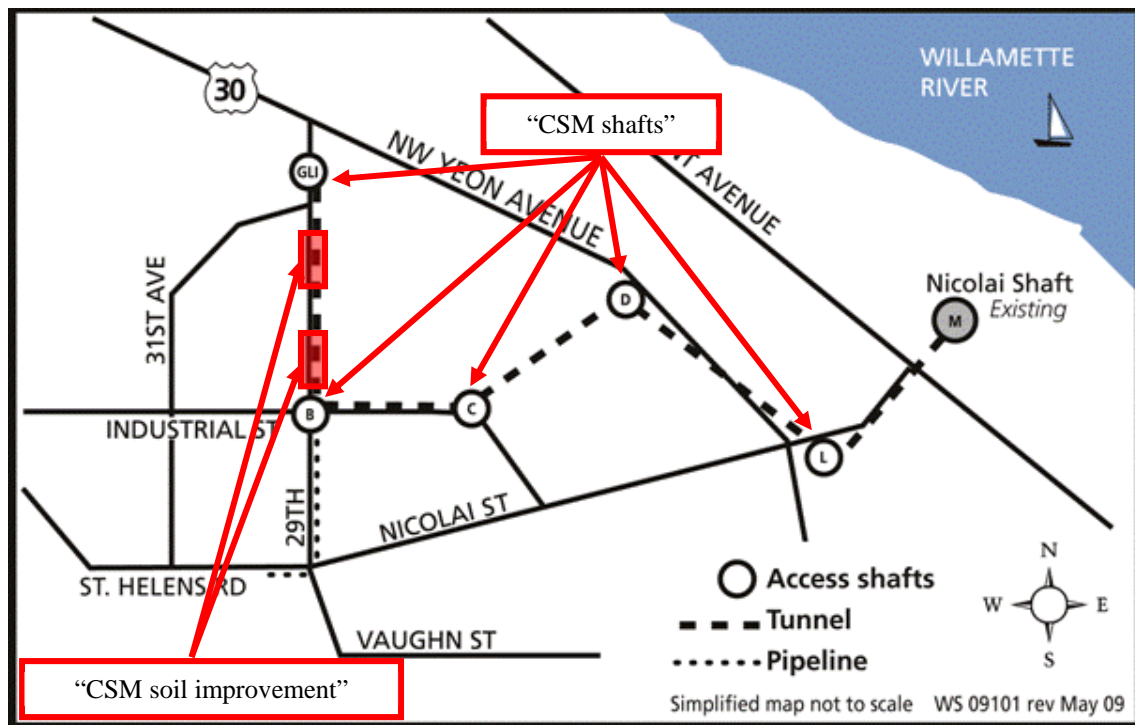 WILLAMETTE
RIVER
30
“CSM shafts”
NW YEON AVENUE
NT AVENUE
GLI
31ST AVE
D
Nicolai Shaft
Existing
M
B
C
INDUSTRIAL ST
L
29TH
NICOLAI ST
ST. HELENS RD
VAUGHN ST
“CSM soil improvement”
Access shafts
Tunnel
Pipeline
N
W
E
S
Simplified map not to scale WS 09101 rev May 09